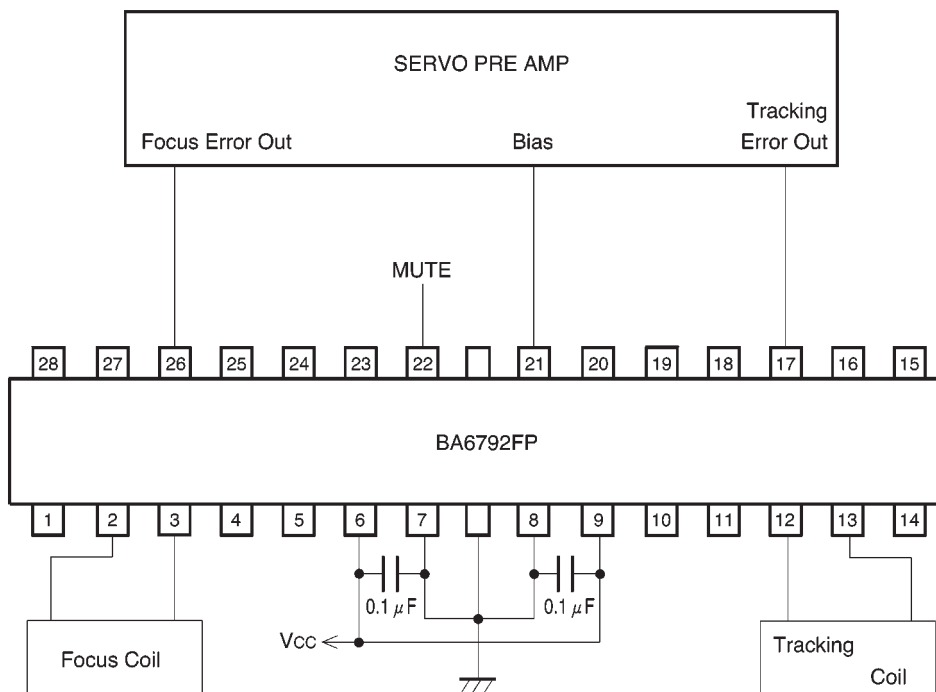 SERVO PRE AMP
Tracking
Focus Error Out Bias Error Out
MUTE
28 27 26 25 24 23 22 21 20 19 18 17 16 15
BA6792FP
1 2 3 4 5 6 7 8 9 10 11 12 13 14
0.1 μF 0.1 μF
Vcc
Focus Coil
Tracking
Coil